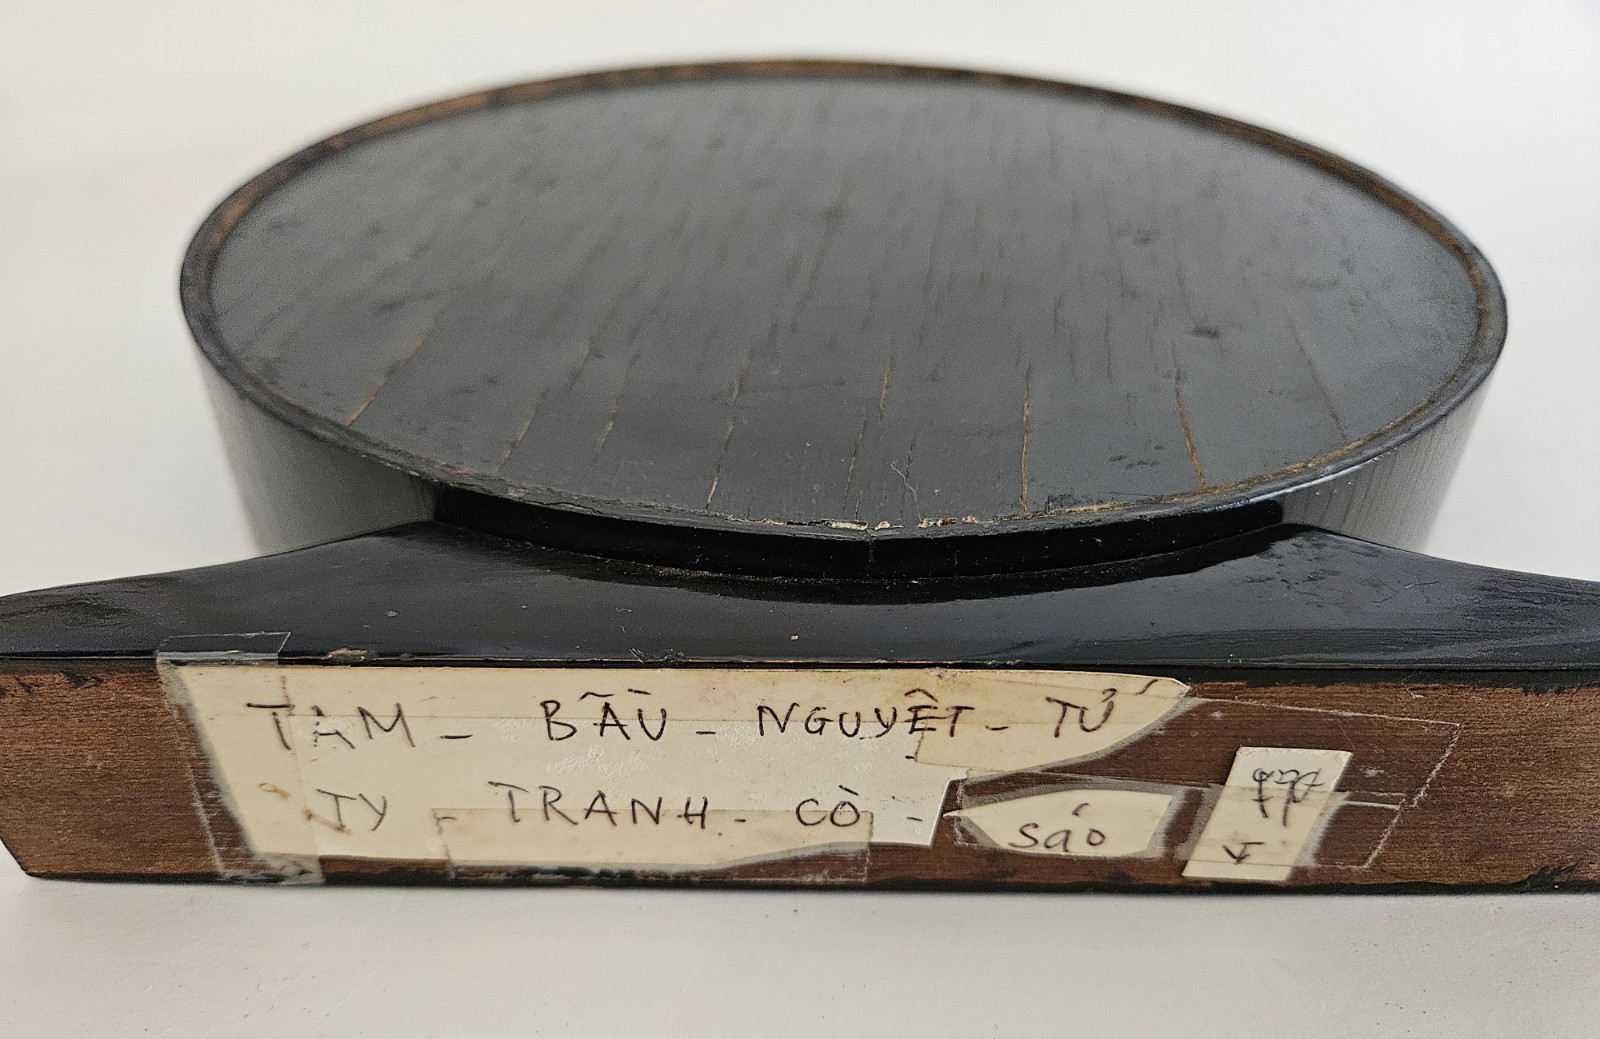 TAM - BẦU - NGUYỆT - TỨ
TY - TRANH - CÒ -
sáo